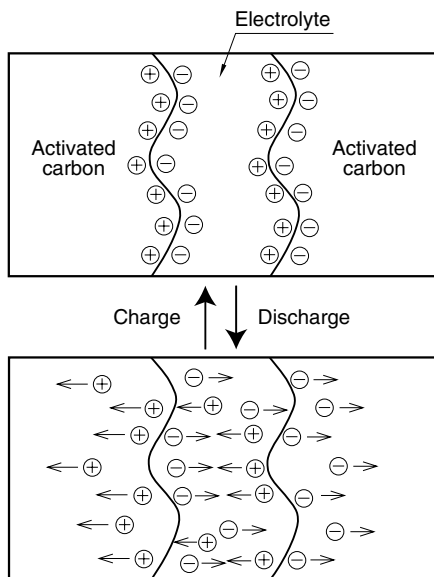 Electrolyte
Activated
carbon
Activated
carbon
Charge
Discharge